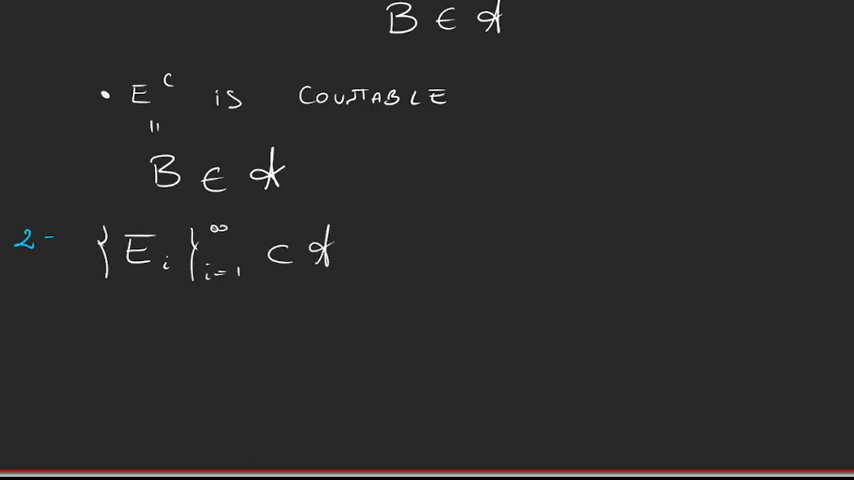 B ∈ 𝒜
• E^c is COUNTABLE
"
B ∈ 𝒜
2 - {E_i}_{i=1}^∞ ⊂ 𝒜